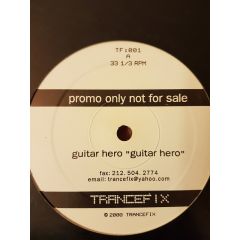 TF:001
A
33 1/3 RPM
promo only not for sale
guitar hero "guitar hero"
fax: 212. 504. 2774
email: trancefix@yahoo.com
TRANCEFIX
© 2000 TRANCEFIX